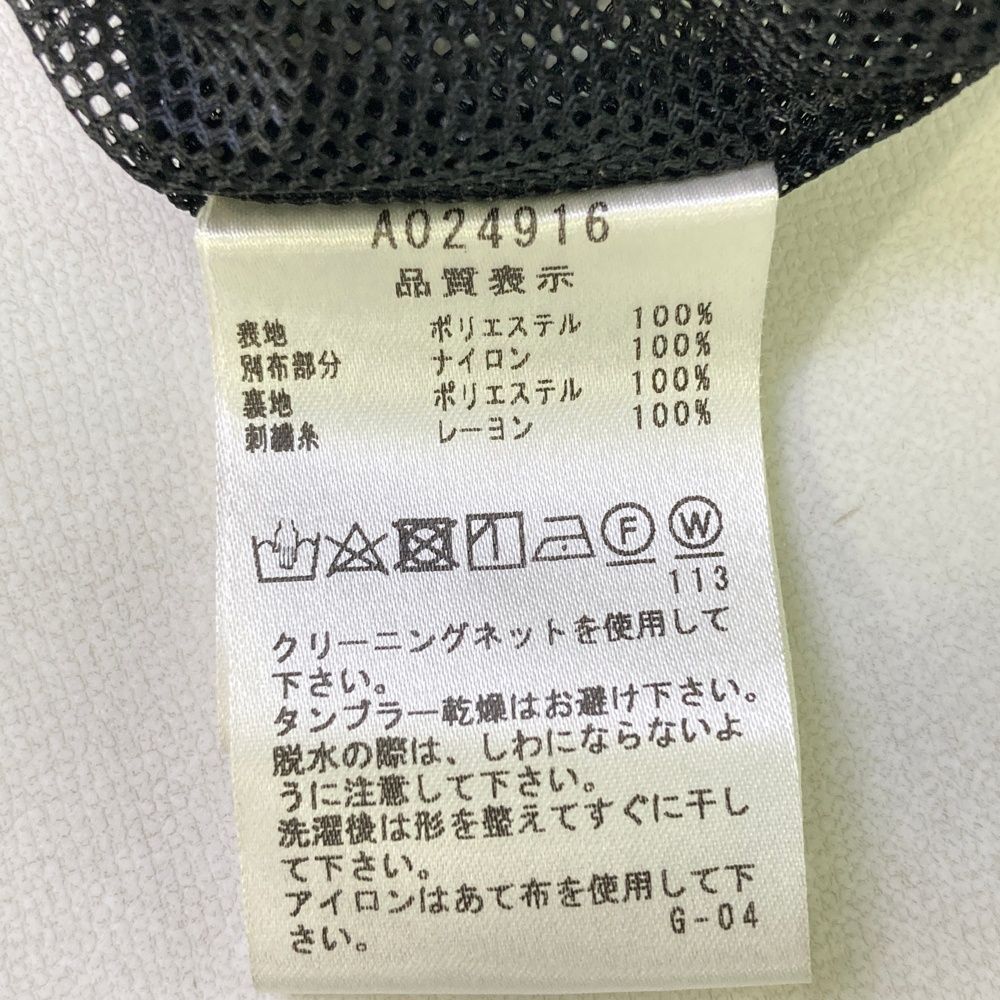 A024916
品質表示
表地 ポリエステル 100%
別布部分 ナイロン 100%
裏地 ポリエステル 100%
刺繍糸 レーヨン 100%
F W
113
クリーニングネットを使用して
下さい。
タンブラー乾燥はお避け下さい。
脱水の際は、しわにならないよ
うに注意して下さい。
洗濯後は形を整えてすぐに干し
て下さい。
アイロンはあて布を使用して下
さい。 G-04